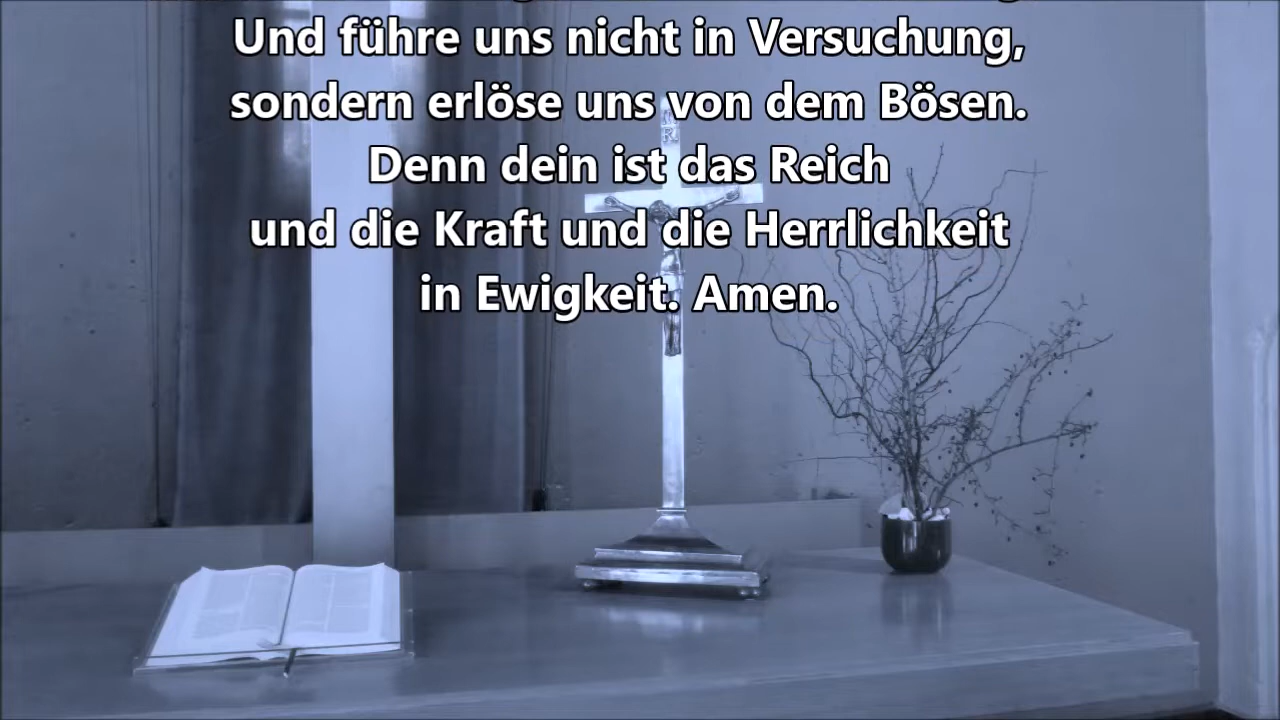 Und führe uns nicht in Versuchung,
sondern erlöse uns von dem Bösen.
Denn dein ist das Reich
und die Kraft und die Herrlichkeit
in Ewigkeit. Amen.